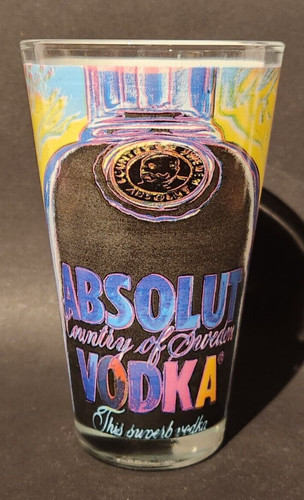 ABSOLUT
Country of Sweden
VODKA®
This superb vodka